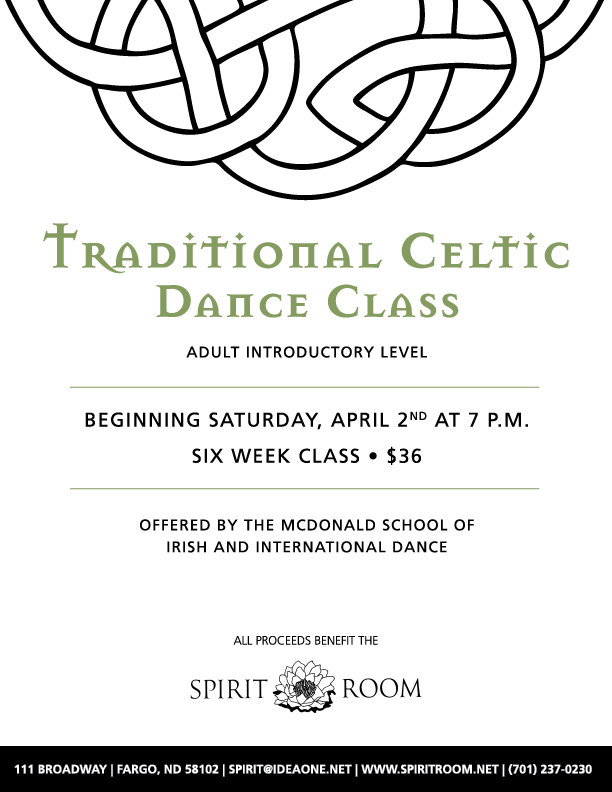 Traditional Celtic
Dance Class
ADULT INTRODUCTORY LEVEL
BEGINNING SATURDAY, APRIL 2ND AT 7 P.M.
SIX WEEK CLASS • $36
OFFERED BY THE MCDONALD SCHOOL OF
IRISH AND INTERNATIONAL DANCE
ALL PROCEEDS BENEFIT THE
SPIRIT ROOM
111 BROADWAY | FARGO, ND 58102 | SPIRIT@IDEAONE.NET | WWW.SPIRITROOM.NET | (701) 237-0230